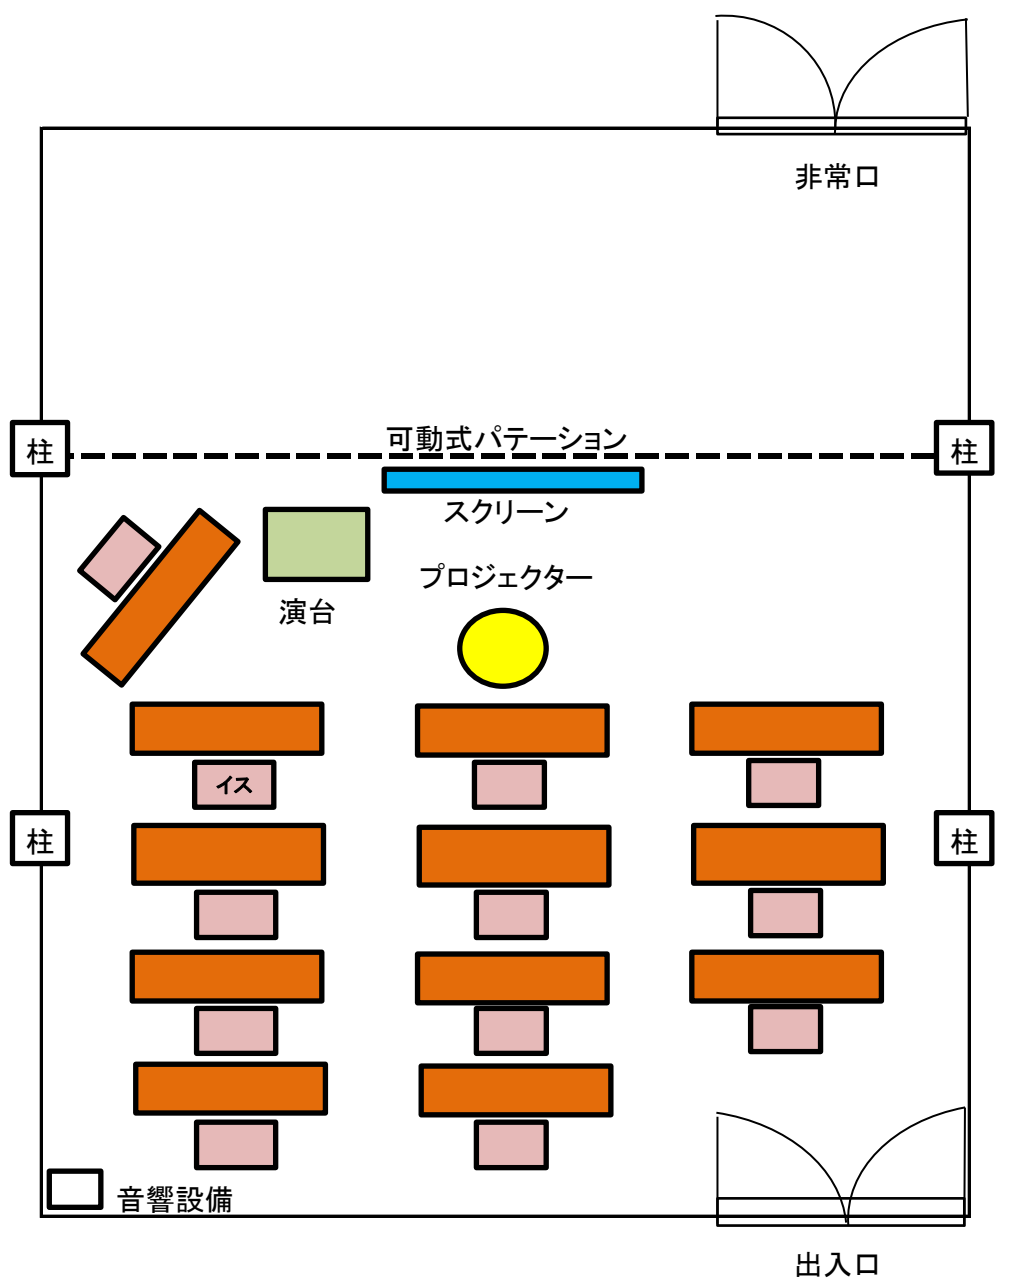 非常口
可動式パテーション
柱
柱
スクリーン
プロジェクター
演台
イス
柱
柱
音響設備
出入口